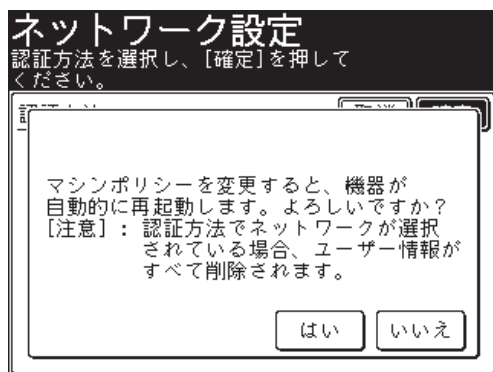 ネットワーク設定
認証方法を選択し、[確定]を押して
ください。
マシンポリシーを変更すると、機器が
自動的に再起動します。よろしいですか?
[注意]: 認証方法でネットワークが選択
されている場合、ユーザー情報が
すべて削除されます。
はい いいえ